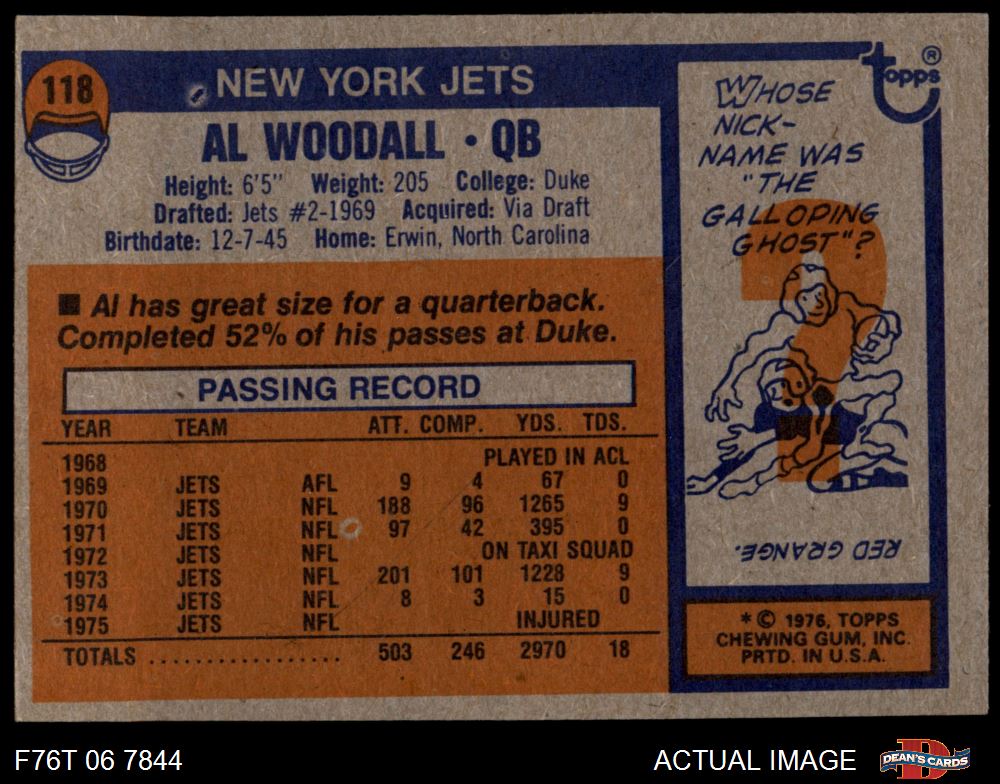 118
NEW YORK JETS
AL WOODALL • QB
Height: 6'5" Weight: 205 College: Duke
Drafted: Jets #2-1969 Acquired: Via Draft
Birthdate: 12-7-45 Home: Erwin, North Carolina
■ Al has great size for a quarterback.
Completed 52% of his passes at Duke.
PASSING RECORD
YEAR TEAM ATT. COMP. YDS. TDS.
1968 PLAYED IN ACL
1969 JETS AFL 9 4 67 0
1970 JETS NFL 188 96 1265 9
1971 JETS NFL 97 42 395 0
1972 JETS NFL ON TAXI SQUAD
1973 JETS NFL 201 101 1228 9
1974 JETS NFL 8 3 15 0
1975 JETS NFL INJURED
TOTALS .................. 503 246 2970 18
Topps ®
WHOSE
NICK-
NAME WAS
"THE
GALLOPING
GHOST"?
RED GRANGE.
* © 1976, TOPPS
CHEWING GUM, INC.
PRTD. IN U.S.A.
F76T 06 7844 ACTUAL IMAGE
DEAN'S CARDS